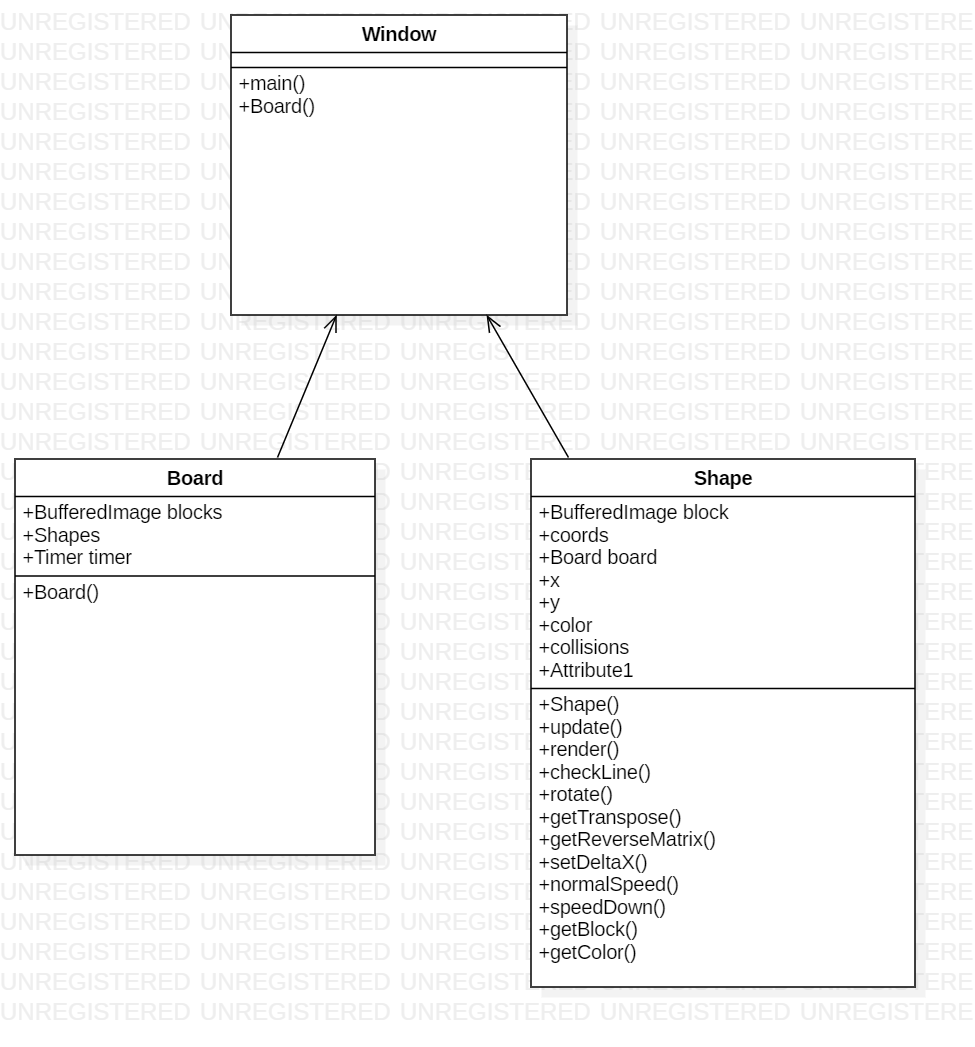 Window
+main()
+Board()
Board
+BufferedImage blocks
+Shapes
+Timer timer
+Board()
Shape
+BufferedImage block
+coords
+Board board
+x
+y
+color
+collisions
+Attribute1
+Shape()
+update()
+render()
+checkLine()
+rotate()
+getTranspose()
+getReverseMatrix()
+setDeltaX()
+normalSpeed()
+speedDown()
+getBlock()
+getColor()
UNREGISTERED